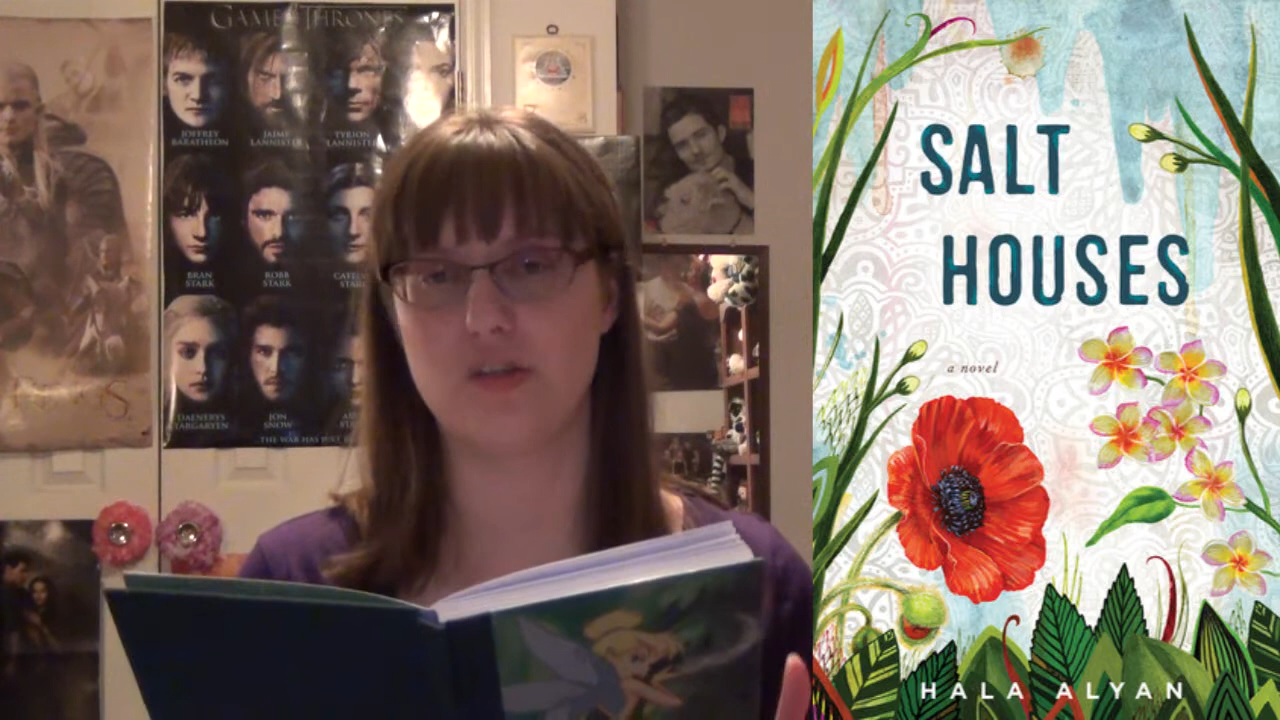 GAME OF THRONES
JOFFREY
BARATHEON
JAIME
LANNISTER
TYRION
LANNISTER
BRAN
STARK
ROBB
STARK
DAENERYS
TARGARYEN
JON
SNOW
SALT
HOUSES
a novel
HALA ALYAN